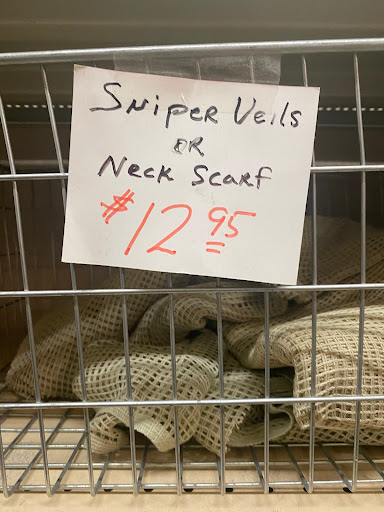 Sniper Veils
OR
Neck Scarf
$12.95